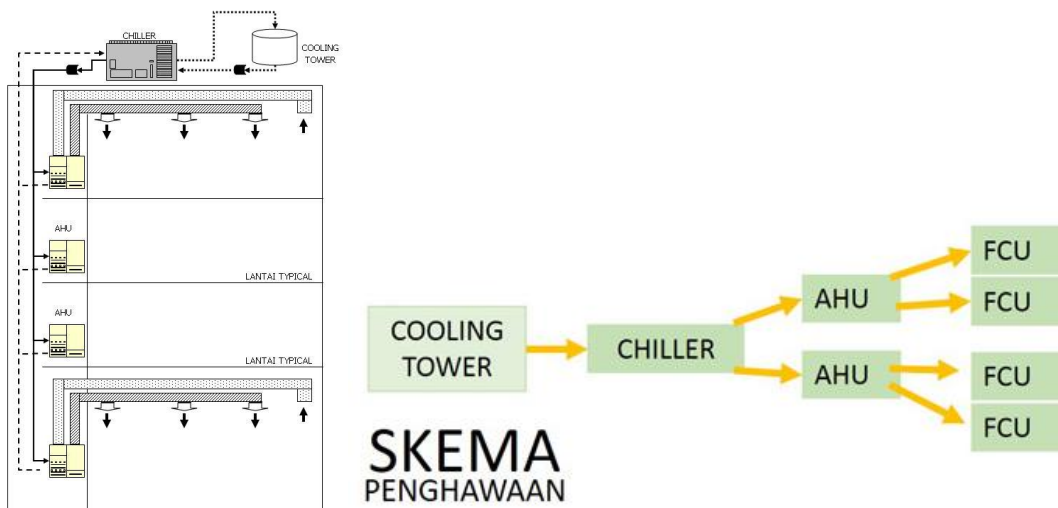 CHILLER
COOLING
TOWER
AHU
LANTAI TYPICAL
AHU
LANTAI TYPICAL
COOLING
TOWER
CHILLER
AHU
AHU
FCU
FCU
FCU
FCU
SKEMA
PENGHAWAAN